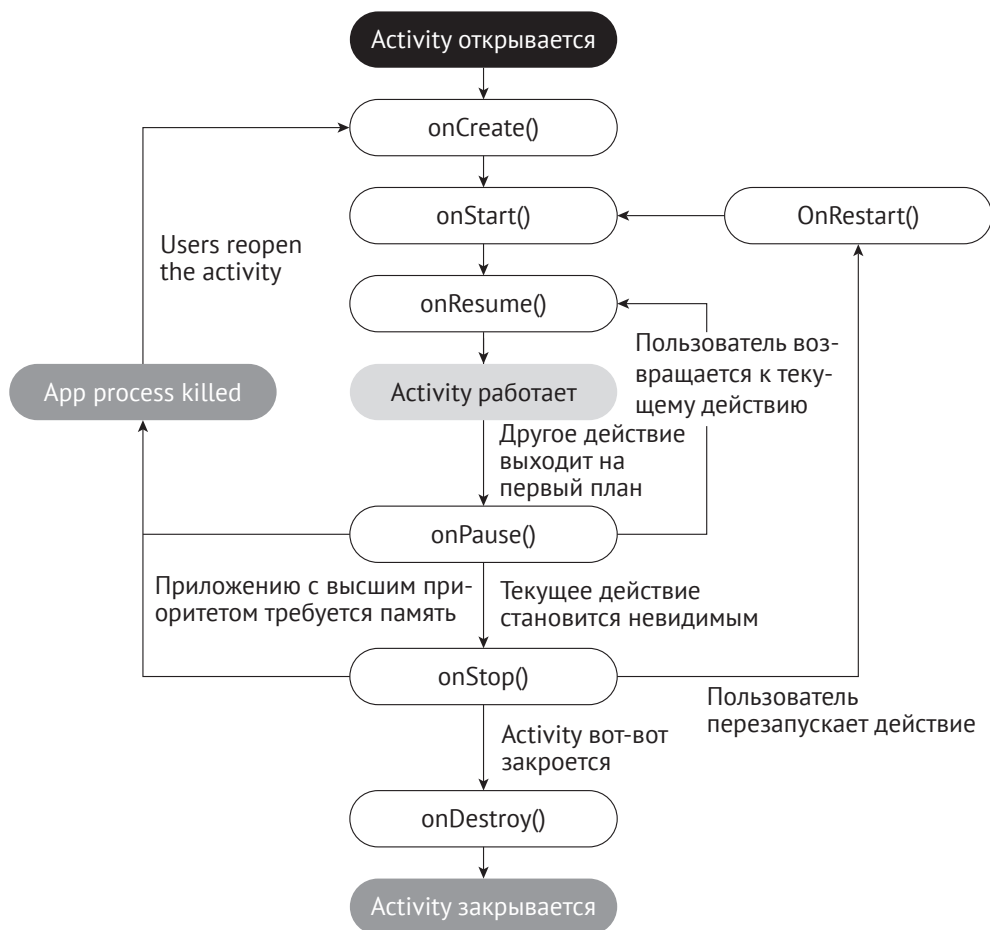 Activity открывается
onCreate()
onStart()
OnRestart()
Users reopen
the activity
onResume()
Пользователь воз-
вращается к теку-
щему действию
App process killed
Activity работает
Другое действие
выходит на
первый план
onPause()
Приложению с высшим при-
оритетом требуется память
Текущее действие
становится невидимым
onStop()
Пользователь
перезапускает действие
Activity вот-вот
закроется
onDestroy()
Activity закрывается